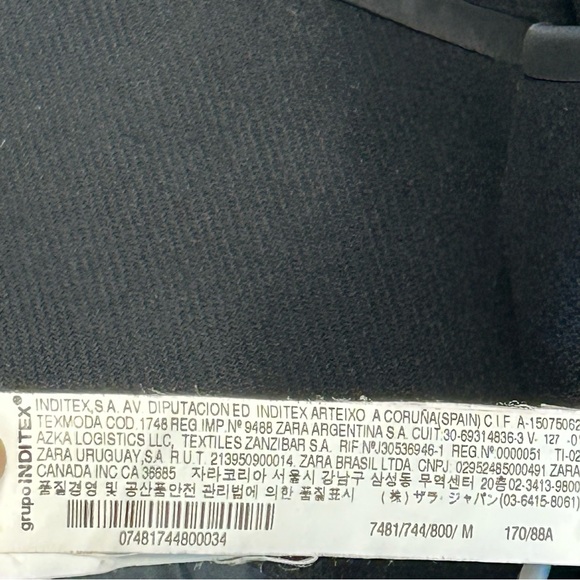 grupo INDITEX®
INDITEX,S.A. AV DIPUTACION ED INDITEX ARTEIXO A CORUÑA(SPAIN) C I F A-15075062
TEXMODA COD. 1748 REG IMP.Nº 9488 ZARA ARGENTINA S.A. CUIT.30-69314836-3 V- 127 -01
AZKA LOGISTICS LLC, TEXTILES ZANZIBAR S.A. RIF NºJ30536946-1 REG Nº 0000051 TI-02
ZARA URUGUAY,S.A R.U.T. 213950900014. ZARA BRASIL LTDA CNPJ. 02952485000491 ZARA
CANADA INC CA 36685 자라코리아 서울시 강남구 삼성동 무역센터 20층 02-3413-9800
품질경영 및 공산품안전 관리법에 의한 품질표시 (株) ザラ・ジャパン(03-6415-8061)
07481744800034 7481/744/800/ M 170/88A